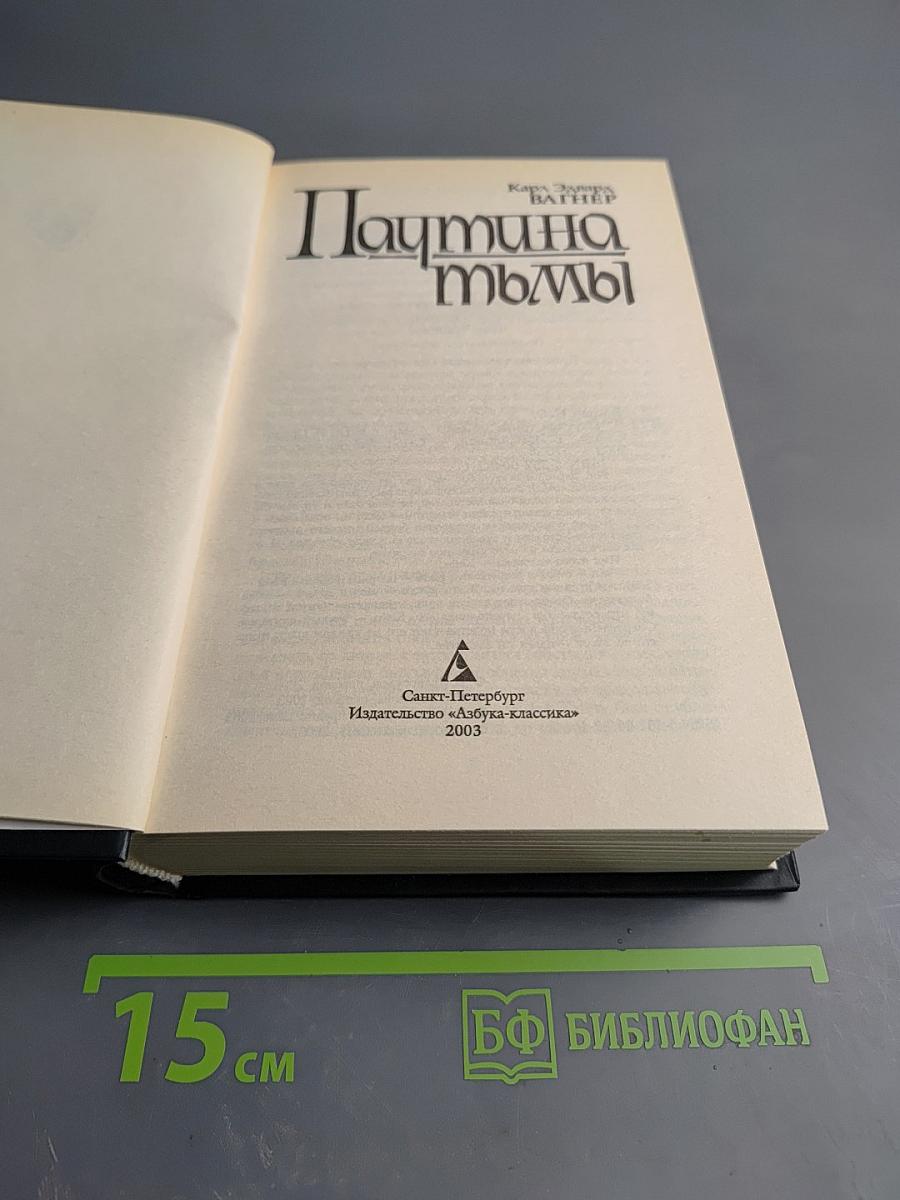 Карл Эдвард
ВАГНЕР
Паутина
тьмы
Санкт-Петербург
Издательство «Азбука-классика»
2003
15 см
БФ БИБЛИОФАН